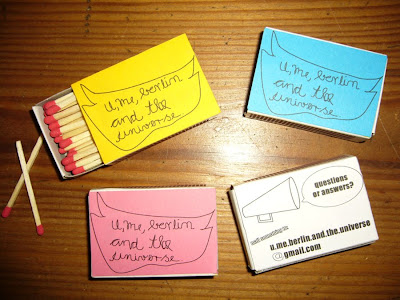 u, me, berlin
and the
universe
u, me, berlin
and the
universe
u, me, berlin
and the
universe
questions
or answers?
u.me.berlin.and.the.universe
@gmail.com